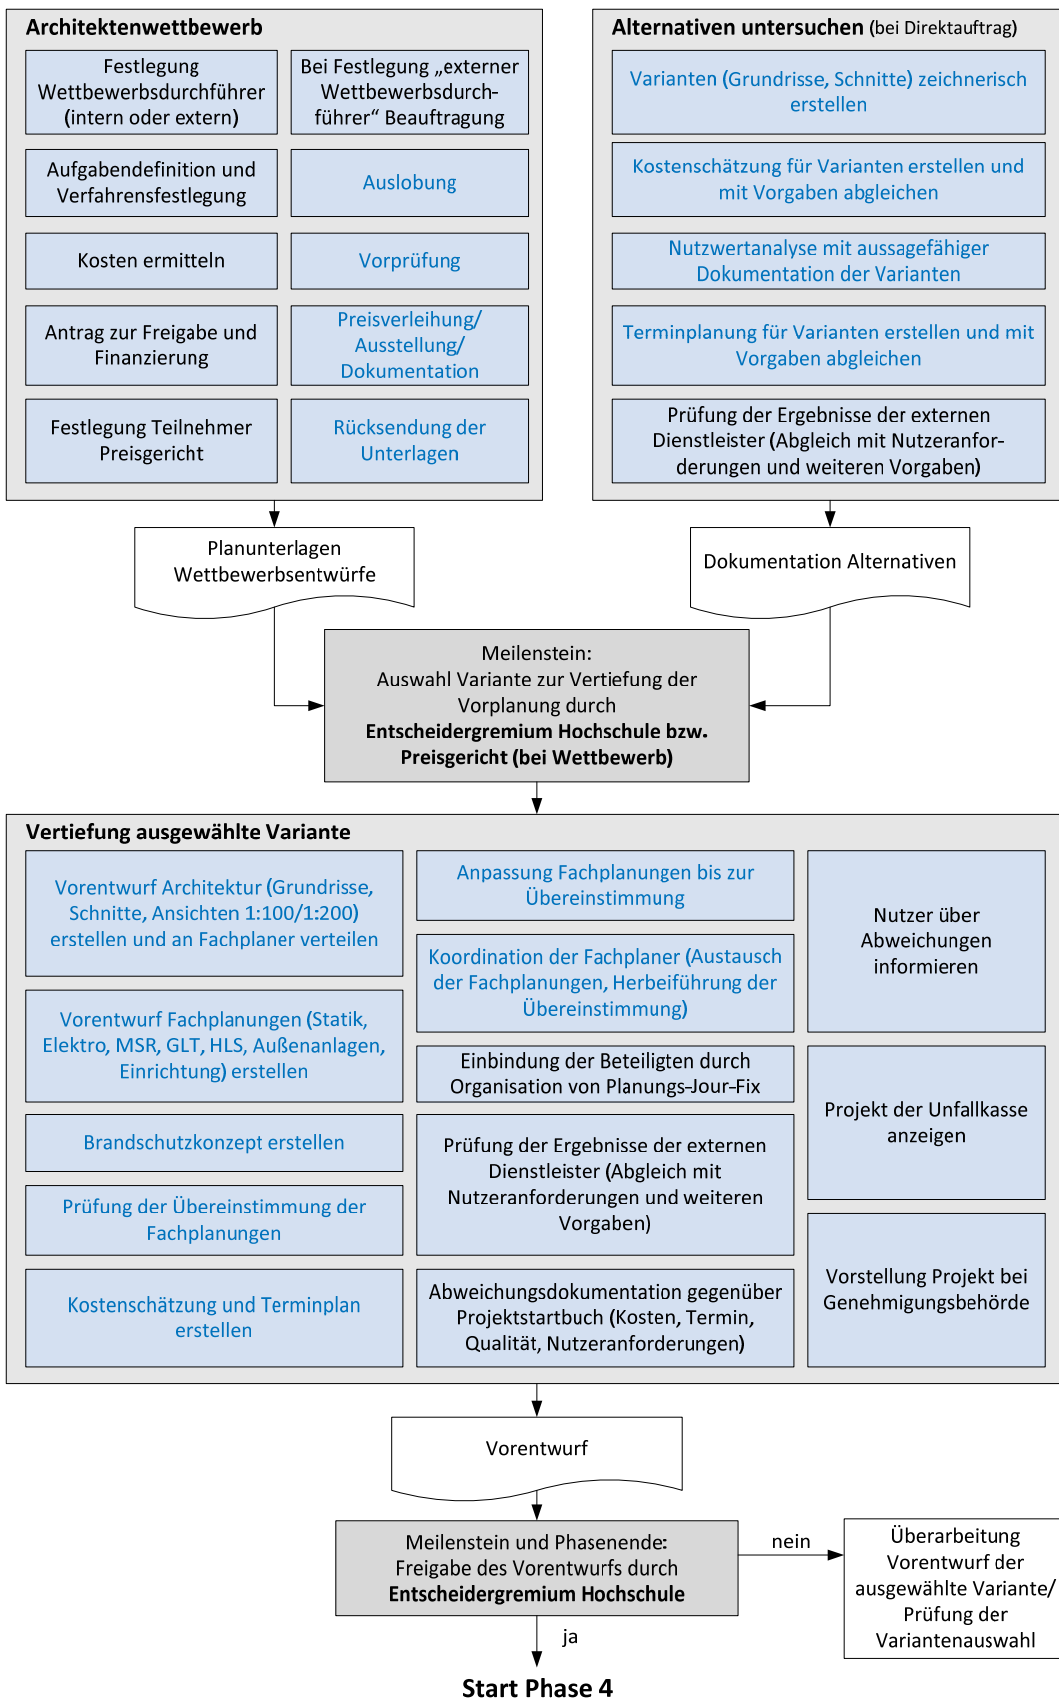 Architektenwettbewerb
Festlegung
Wettbewerbsdurchführer
(intern oder extern)
Bei Festlegung „externer
Wettbewerbsdurch-
führer“ Beauftragung
Aufgabendefinition und
Verfahrensfestlegung
Auslobung
Kosten ermitteln
Vorprüfung
Antrag zur Freigabe und
Finanzierung
Preisverleihung/
Ausstellung/
Dokumentation
Festlegung Teilnehmer
Preisgericht
Rücksendung der
Unterlagen
Alternativen untersuchen (bei Direktauftrag)
Varianten (Grundrisse, Schnitte) zeichnerisch
erstellen
Kostenschätzung für Varianten erstellen und
mit Vorgaben abgleichen
Nutzwertanalyse mit aussagefähiger
Dokumentation der Varianten
Terminplanung für Varianten erstellen und mit
Vorgaben abgleichen
Prüfung der Ergebnisse der externen
Dienstleister (Abgleich mit Nutzeranfor-
derungen und weiteren Vorgaben)
Planunterlagen
Wettbewerbsentwürfe
Dokumentation Alternativen
Meilenstein:
Auswahl Variante zur Vertiefung der
Vorplanung durch
Entscheidergremium Hochschule bzw.
Preisgericht (bei Wettbewerb)
Vertiefung ausgewählte Variante
Vorentwurf Architektur (Grundrisse,
Schnitte, Ansichten 1:100/1:200)
erstellen und an Fachplaner verteilen
Vorentwurf Fachplanungen (Statik,
Elektro, MSR, GLT, HLS, Außenanlagen,
Einrichtung) erstellen
Brandschutzkonzept erstellen
Prüfung der Übereinstimmung der
Fachplanungen
Kostenschätzung und Terminplan
erstellen
Anpassung Fachplanungen bis zur
Übereinstimmung
Koordination der Fachplaner (Austausch
der Fachplanungen, Herbeiführung der
Übereinstimmung)
Einbindung der Beteiligten durch
Organisation von Planungs-Jour-Fix
Prüfung der Ergebnisse der externen
Dienstleister (Abgleich mit
Nutzeranforderungen und weiteren
Vorgaben)
Abweichungsdokumentation gegenüber
Projektstartbuch (Kosten, Termin,
Qualität, Nutzeranforderungen)
Nutzer über
Abweichungen
informieren
Projekt der Unfallkasse
anzeigen
Vorstellung Projekt bei
Genehmigungsbehörde
Vorentwurf
Meilenstein und Phasenende:
Freigabe des Vorentwurfs durch
Entscheidergremium Hochschule
nein
Überarbeitung
Vorentwurf der
ausgewählte Variante/
Prüfung der
Variantenauswahl
ja
Start Phase 4